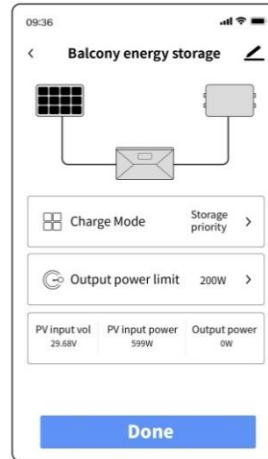 09:36
Balcony energy storage
Charge Mode
Storage
priority
Output power limit
200W
PV input vol
PV input power
Output power
29.68V
599W
0W
Done